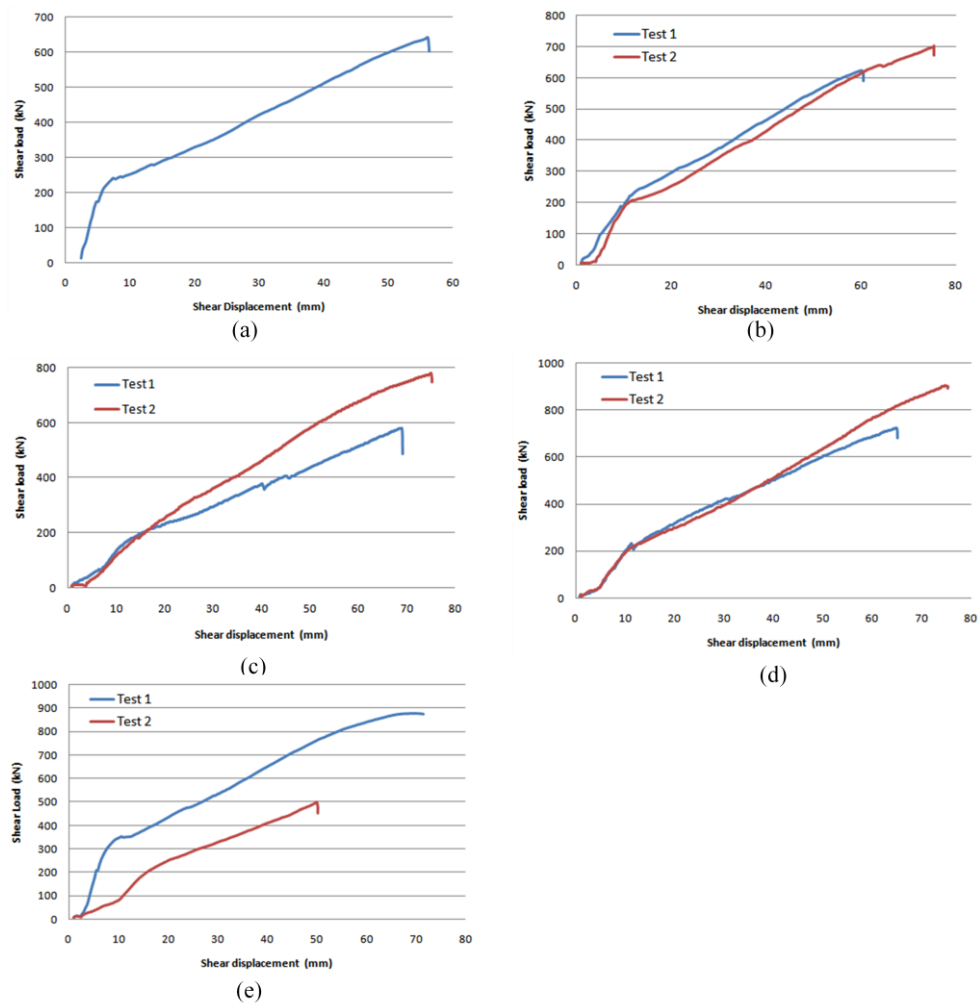 700
600
500
400
300
200
100
0
Shear load (kN)
0 10 20 30 40 50 60
Shear Displacement (mm)
(a)
800
700
600
500
400
300
200
100
0
Shear load (kN)
Test 1
Test 2
0 20 40 60 80
Shear displacement (mm)
(b)
800
600
400
200
0
Shear load (kN)
Test 1
Test 2
0 10 20 30 40 50 60 70 80
Shear displacement (mm)
(c)
1000
800
600
400
200
0
Shear load (kN)
Test 1
Test 2
0 10 20 30 40 50 60 70 80
Shear displacement (mm)
(d)
1000
900
800
700
600
500
400
300
200
100
0
Shear Load (kN)
Test 1
Test 2
0 10 20 30 40 50 60 70 80
Shear displacement (mm)
(e)